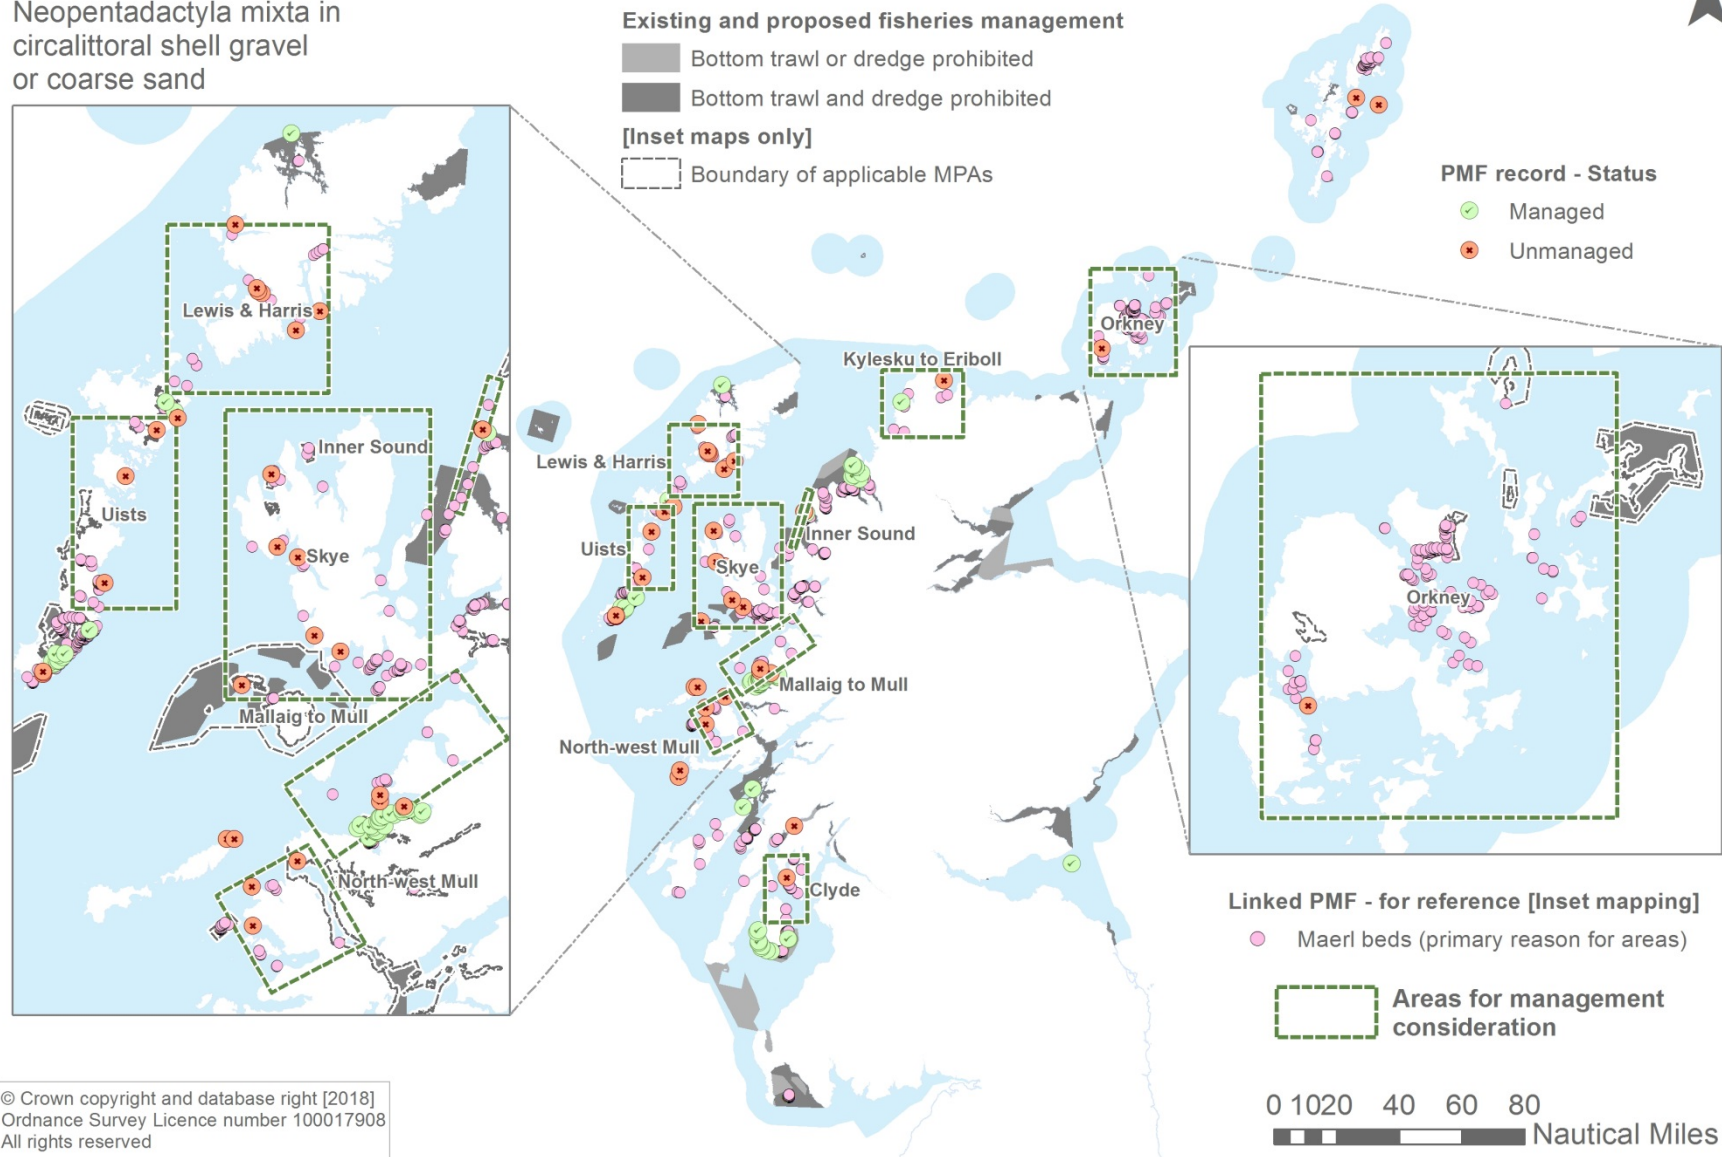 Neopentadactyla mixta in
circalittoral shell gravel
or coarse sand
Existing and proposed fisheries management
Bottom trawl or dredge prohibited
Bottom trawl and dredge prohibited
[Inset maps only]
Boundary of applicable MPAs
PMF record - Status
Managed
Unmanaged
Lewis & Harris
Inner Sound
Uists
Skye
Mallaig to Mull
North-west Mull
Kylesku to Eriboll
Orkney
Lewis & Harris
Inner Sound
Uists
Skye
Mallaig to Mull
North-west Mull
Clyde
Orkney
Linked PMF - for reference [Inset mapping]
Maerl beds (primary reason for areas)
Areas for management
consideration
0 10 20 40 60 80
Nautical Miles
© Crown copyright and database right [2018]
Ordnance Survey Licence number 100017908
All rights reserved